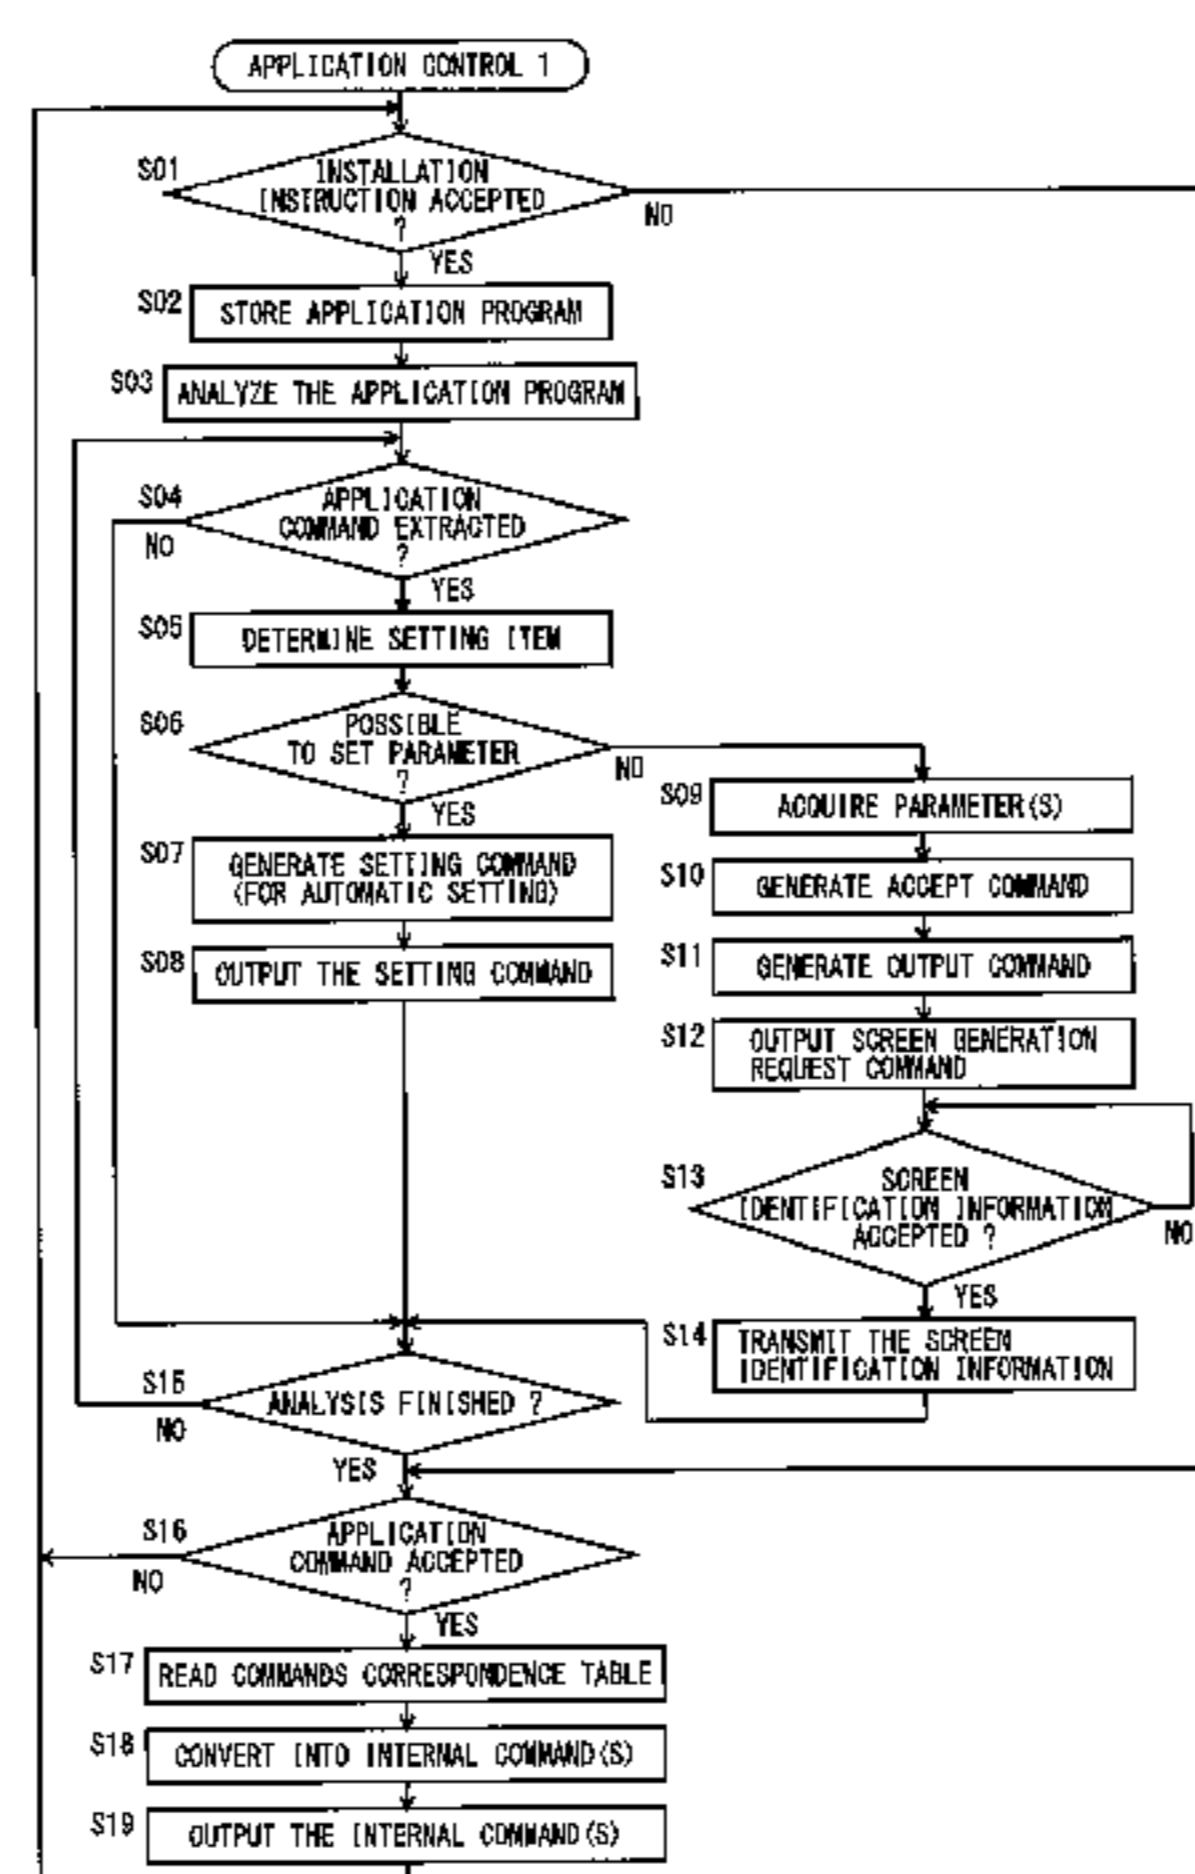 APPLICATION CONTROL 1
S01
INSTALLATION
INSTRUCTION ACCEPTED
?
NO
YES
S02
STORE APPLICATION PROGRAM
S03
ANALYZE THE APPLICATION PROGRAM
S04
APPLICATION
COMMAND EXTRACTED
?
NO
YES
S05
DETERMINE SETTING ITEM
S06
POSSIBLE
TO SET PARAMETER
?
NO
YES
S07
GENERATE SETTING COMMAND
(FOR AUTOMATIC SETTING)
S08
OUTPUT THE SETTING COMMAND
S09
ACQUIRE PARAMETER(S)
S10
GENERATE ACCEPT COMMAND
S11
GENERATE OUTPUT COMMAND
S12
OUTPUT SCREEN GENERATION
REQUEST COMMAND
S13
SCREEN
IDENTIFICATION INFORMATION
ACCEPTED ?
NO
YES
S14
TRANSMIT THE SCREEN
IDENTIFICATION INFORMATION
S15
ANALYSIS FINISHED ?
NO
YES
S16
APPLICATION
COMMAND ACCEPTED
?
NO
YES
S17
READ COMMANDS CORRESPONDENCE TABLE
S18
CONVERT INTO INTERNAL COMMAND(S)
S19
OUTPUT THE INTERNAL COMMAND(S)